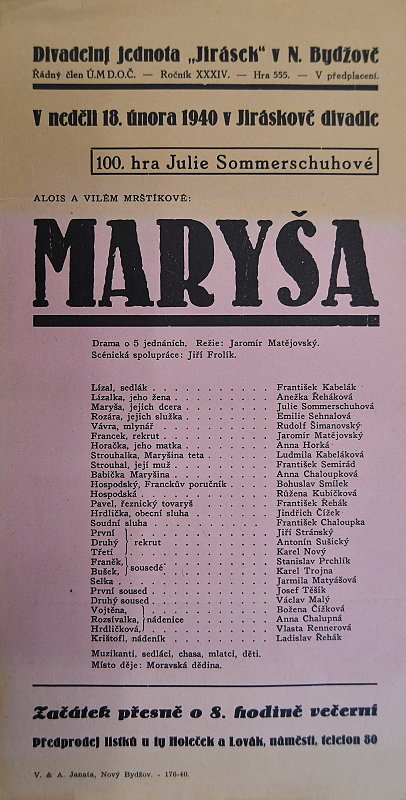 Divadelní jednota „Jirásek“ v N. Bydžově
Řádný člen Ú.M.D.O.Č. — Ročník XXXIV. — Hra 555. — V předplacení.
V neděli 18. února 1940 v Jiráskově divadle
100. hra Julie Sommerschuhové
ALOIS A VILÉM MRŠTÍKOVÉ:
MARYŠA
Drama o 5 jednáních. Režie: Jaromír Matějovský.
Scénická spolupráce: Jiří Frolík.
Lízal, sedlák . . . . . . . . . . . František Kabelák
Lízalka, jeho žena . . . . . . . . . . Anežka Řeháková
Maryša, jejich dcera . . . . . . . . . Julie Sommerschuhová
Rozára, jejich služka . . . . . . . . . Emilie Sehnalová
Vávra, mlynář . . . . . . . . . . . Rudolf Šimanovský
Francek, rekrut . . . . . . . . . . . Jaromír Matějovský
Horačka, jeho matka . . . . . . . . . Anna Horká
Strouhalka, Maryšina teta . . . . . . . Ludmila Kabeláková
Strouhal, její muž . . . . . . . . . . František Semirád
Babička Maryšina . . . . . . . . . . Anna Chaloupková
Hospodský, Franckův poručník . . . . . . Bohuslav Smílek
Hospodská . . . . . . . . . . . . Růžena Kubíčková
Pavel, řeznický tovaryš . . . . . . . . František Řehák
Hrdlička, obecní sluha . . . . . . . . . Jindřich Čížek
Soudní sluha . . . . . . . . . . . František Chaloupka
První . . . . . . . . . . . Jiří Stránský
Druhý } rekrut . . . . . . . . . . Antonín Sušický
Třetí . . . . . . . . . . . Karel Nový
Franěk, . . . . . . . . . . . Stanislav Prchlík
Bušek, } sousedé . . . . . . . . . . Karel Trojna
Selka . . . . . . . . . . . . . Jarmila Matyášová
První soused . . . . . . . . . . . Josef Těšík
Druhý soused . . . . . . . . . . . Václav Malý
Vojtěna, . . . . . . . . . . . Božena Čížková
Rozsívalka, } nádenice . . . . . . . . . Anna Chalupná
Hrdličková, . . . . . . . . . . . Vlasta Rennerová
Krištofl, nádeník . . . . . . . . . . Ladislav Řehák
Muzikanti, sedláci, chasa, mlatci, děti.
Místo děje: Moravská dědina.
Začátek přesně o 8. hodině večerní
Předprodej lístků u fy Holeček a Lovák, náměstí, telefon 80
V. & A. Janata, Nový Bydžov. - 176-40.